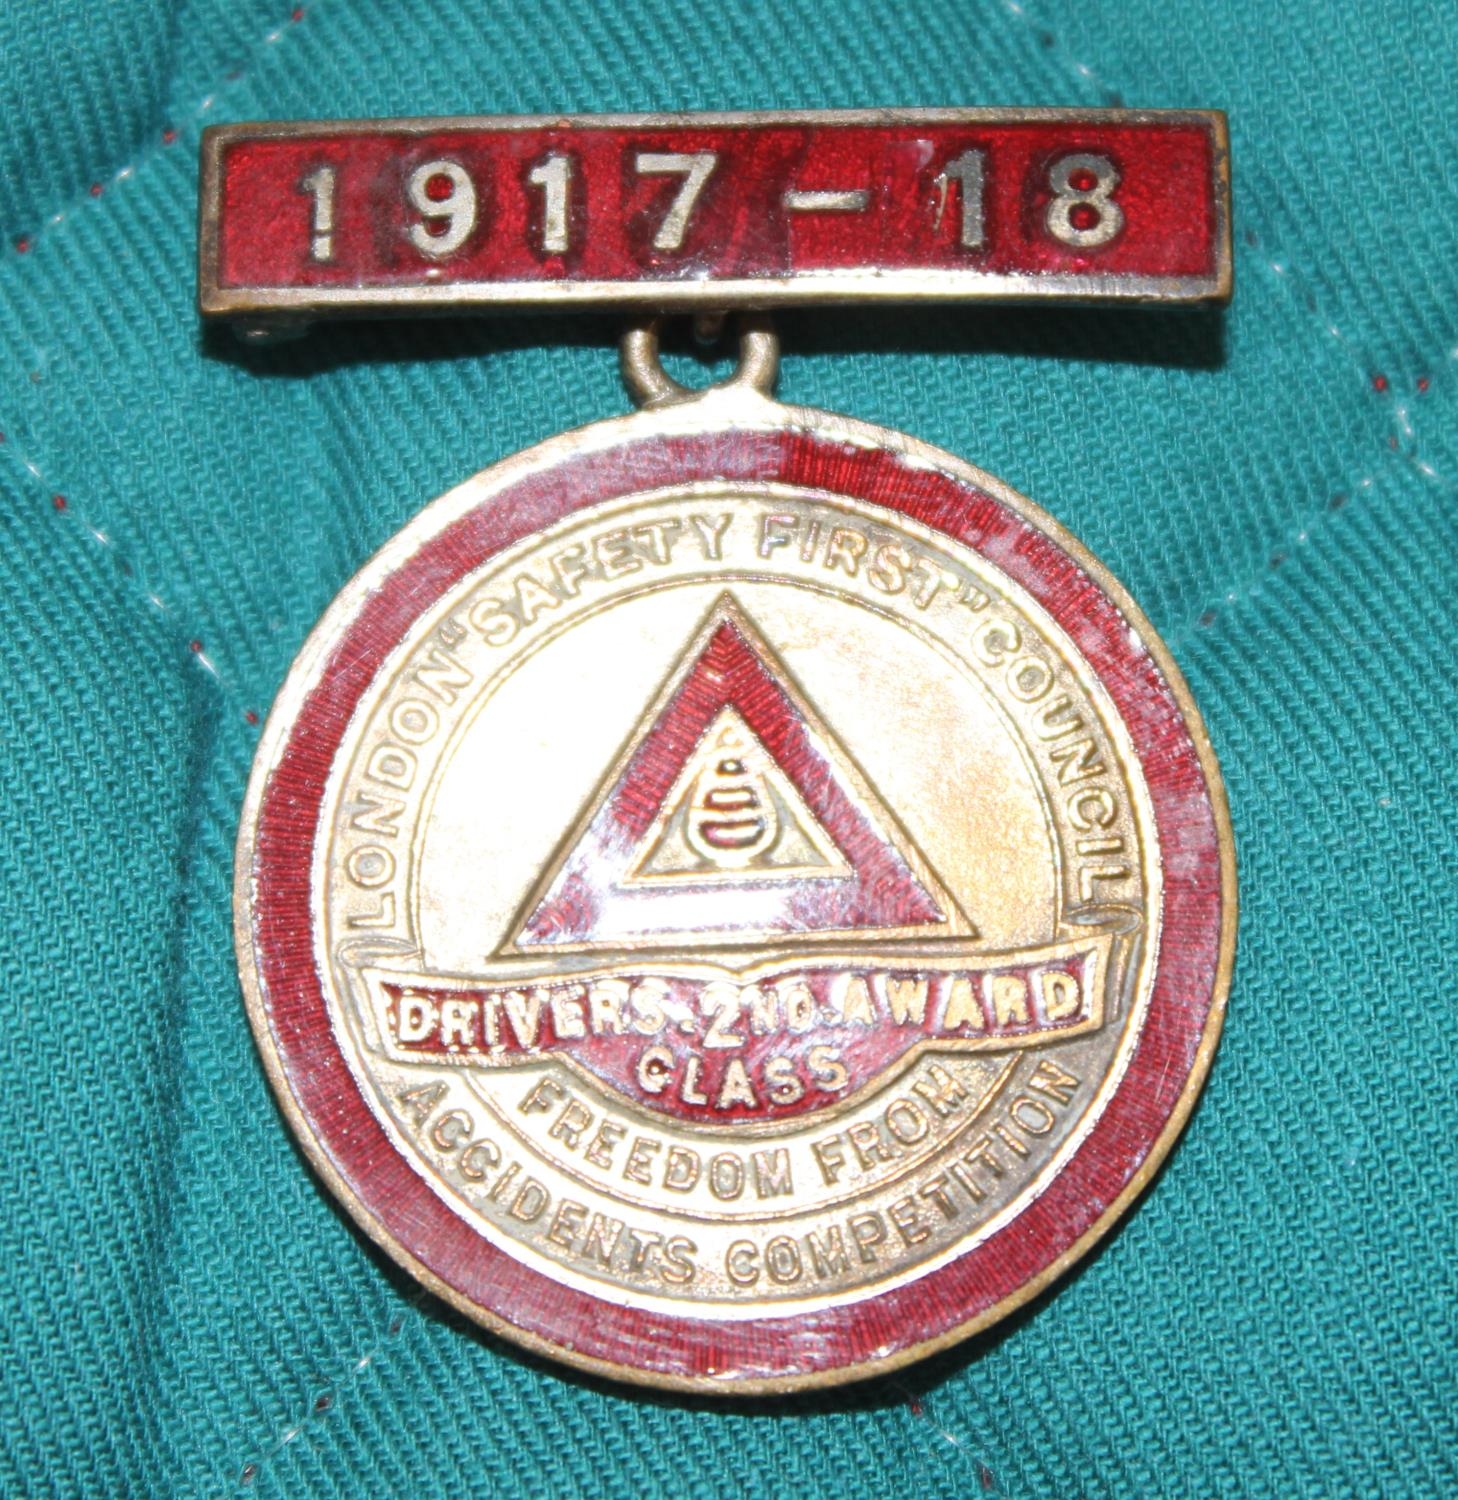 1917-18
LONDON "SAFETY FIRST" COUNCIL
DRIVERS. 2ND. AWARD
CLASS
FREEDOM FROM
ACCIDENTS COMPETITION